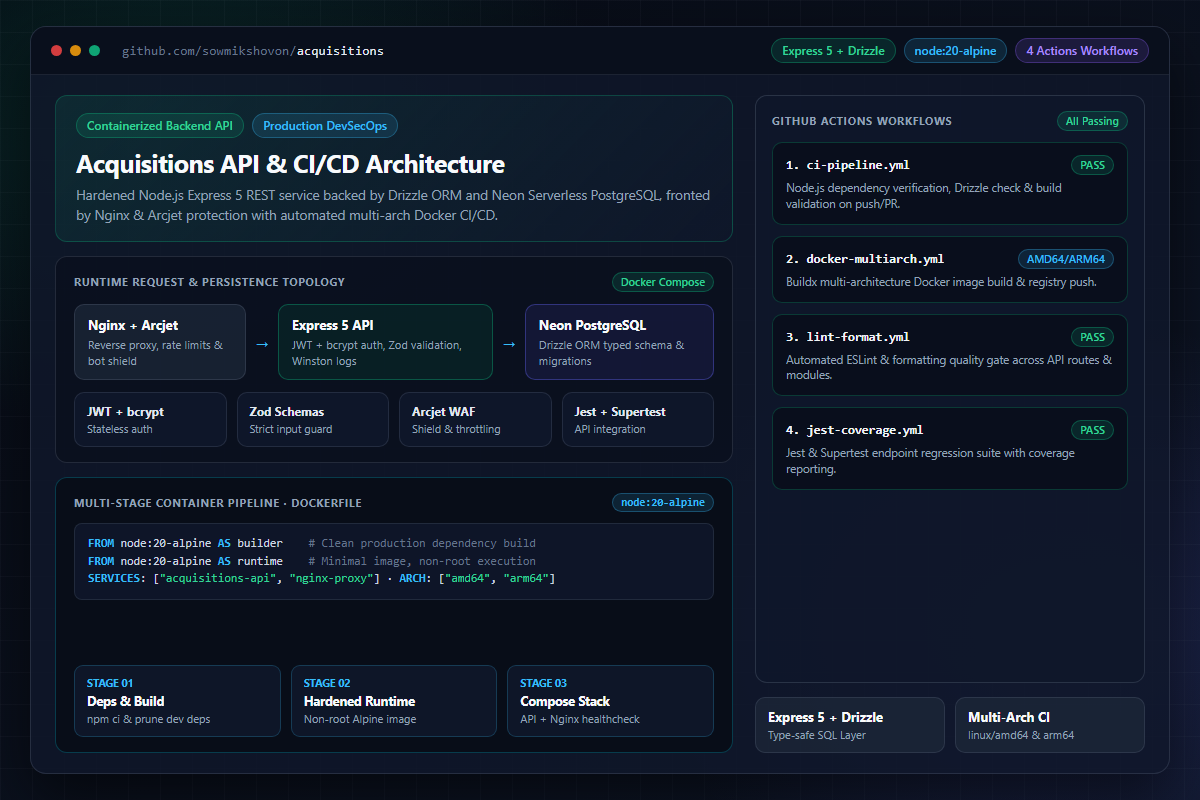 github.com/sowmikshovon/acquisitions
Express 5 + Drizzle
node:20-alpine
4 Actions Workflows
Containerized Backend API
Production DevSecOps
Acquisitions API & CI/CD Architecture
Hardened Node.js Express 5 REST service backed by Drizzle ORM and Neon Serverless PostgreSQL, fronted
by Nginx & Arcjet protection with automated multi-arch Docker CI/CD.
RUNTIME REQUEST & PERSISTENCE TOPOLOGY
Docker Compose
Nginx + Arcjet
Reverse proxy, rate limits &
bot shield
→
Express 5 API
JWT + bcrypt auth, Zod validation,
Winston logs
→
Neon PostgreSQL
Drizzle ORM typed schema &
migrations
JWT + bcrypt
Stateless auth
Zod Schemas
Strict input guard
Arcjet WAF
Shield & throttling
Jest + Supertest
API integration
MULTI-STAGE CONTAINER PIPELINE · DOCKERFILE
node:20-alpine
FROM node:20-alpine AS builder # Clean production dependency build
FROM node:20-alpine AS runtime # Minimal image, non-root execution
SERVICES: ["acquisitions-api", "nginx-proxy"] · ARCH: ["amd64", "arm64"]
STAGE 01
Deps & Build
npm ci & prune dev deps
STAGE 02
Hardened Runtime
Non-root Alpine image
STAGE 03
Compose Stack
API + Nginx healthcheck
GITHUB ACTIONS WORKFLOWS
All Passing
1. ci-pipeline.yml
PASS
Node.js dependency verification, Drizzle check & build
validation on push/PR.
2. docker-multiarch.yml
AMD64/ARM64
Buildx multi-architecture Docker image build & registry push.
3. lint-format.yml
PASS
Automated ESLint & formatting quality gate across API routes &
modules.
4. jest-coverage.yml
PASS
Jest & Supertest endpoint regression suite with coverage
reporting.
Express 5 + Drizzle
Type-safe SQL Layer
Multi-Arch CI
linux/amd64 & arm64